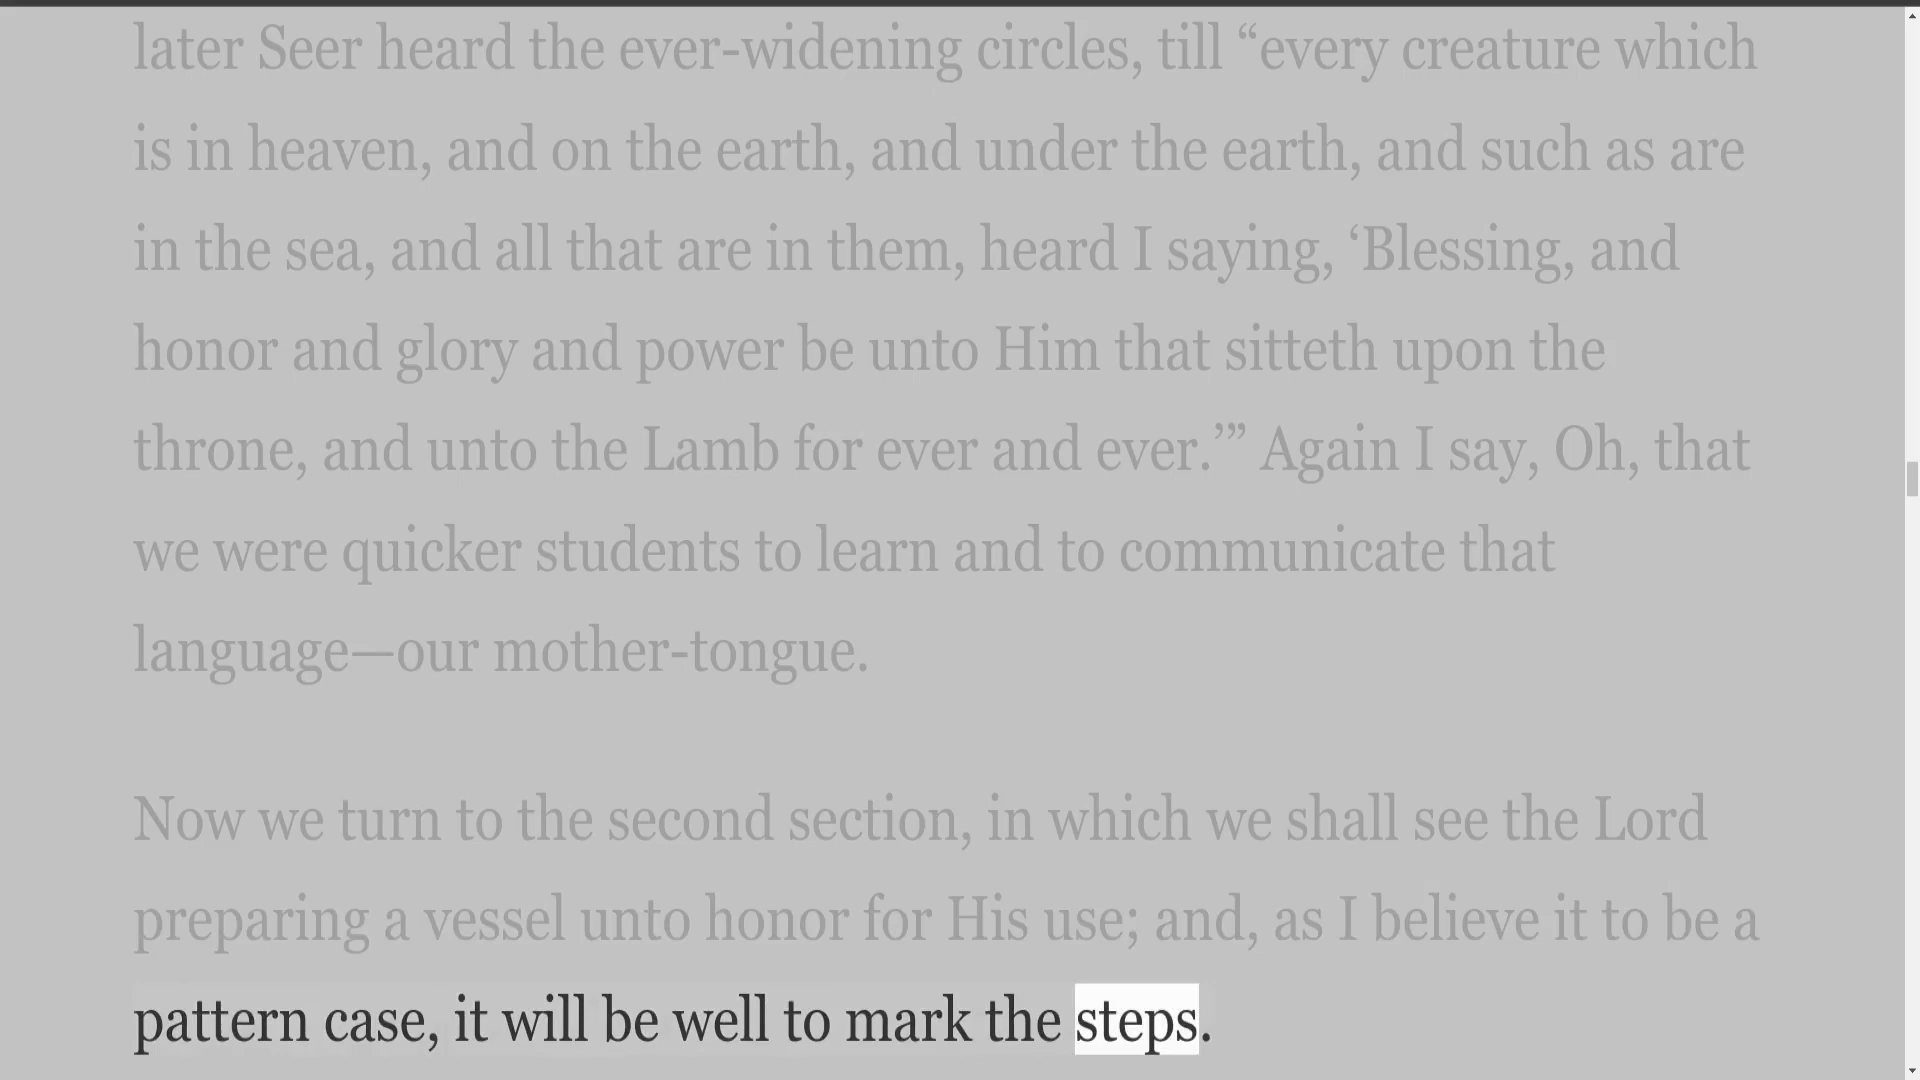 later Seer heard the ever-widening circles, till “every creature which
is in heaven, and on the earth, and under the earth, and such as are
in the sea, and all that are in them, heard I saying, ‘Blessing, and
honor and glory and power be unto Him that sitteth upon the
throne, and unto the Lamb for ever and ever.’” Again I say, Oh, that
we were quicker students to learn and to communicate that
language—our mother-tongue.
Now we turn to the second section, in which we shall see the Lord
preparing a vessel unto honor for His use; and, as I believe it to be a
pattern case, it will be well to mark the steps.